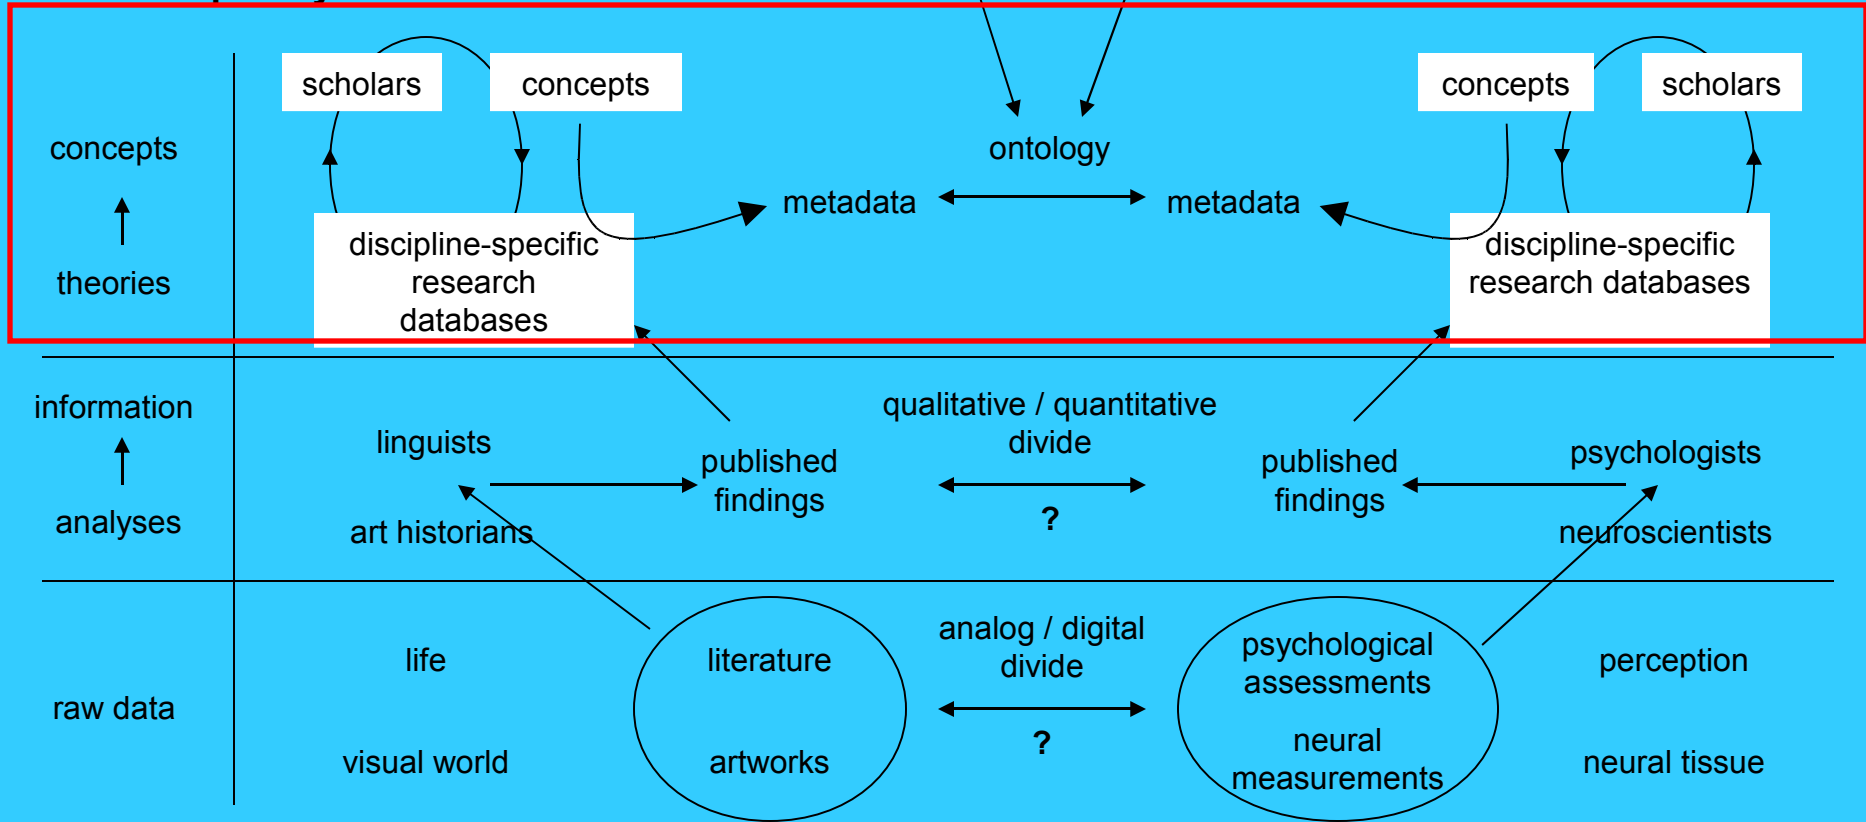 scholars
concepts
concepts
scholars
concepts
ontology
metadata
metadata
theories
discipline-specific
research
databases
discipline-specific
research databases
information
analyses
linguists
art historians
published
findings
qualitative / quantitative
divide
?
published
findings
psychologists
neuroscientists
raw data
life
visual world
literature
artworks
analog / digital
divide
?
psychological
assessments
neural
measurements
perception
neural tissue